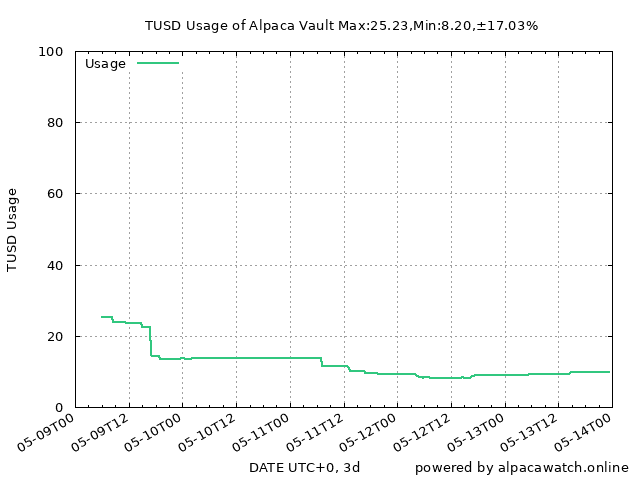 TUSD Usage of Alpaca Vault Max:25.23,Min:8.20,±17.03%
Usage
100
80
60
40
20
0
TUSD Usage
05-09T00 05-09T12 05-10T00 05-10T12 05-11T00 05-11T12 05-12T00 05-12T12 05-13T00 05-13T12 05-14T00
DATE UTC+0, 3d
powered by alpacawatch.online